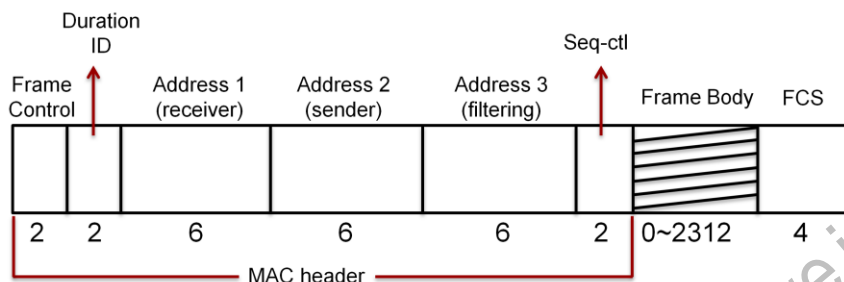 Duration
ID
Seq-ctl
Frame
Control
Address 1
(receiver)
Address 2
(sender)
Address 3
(filtering)
Frame Body
FCS
2 2 6 6 6 2 0~2312 4
MAC header